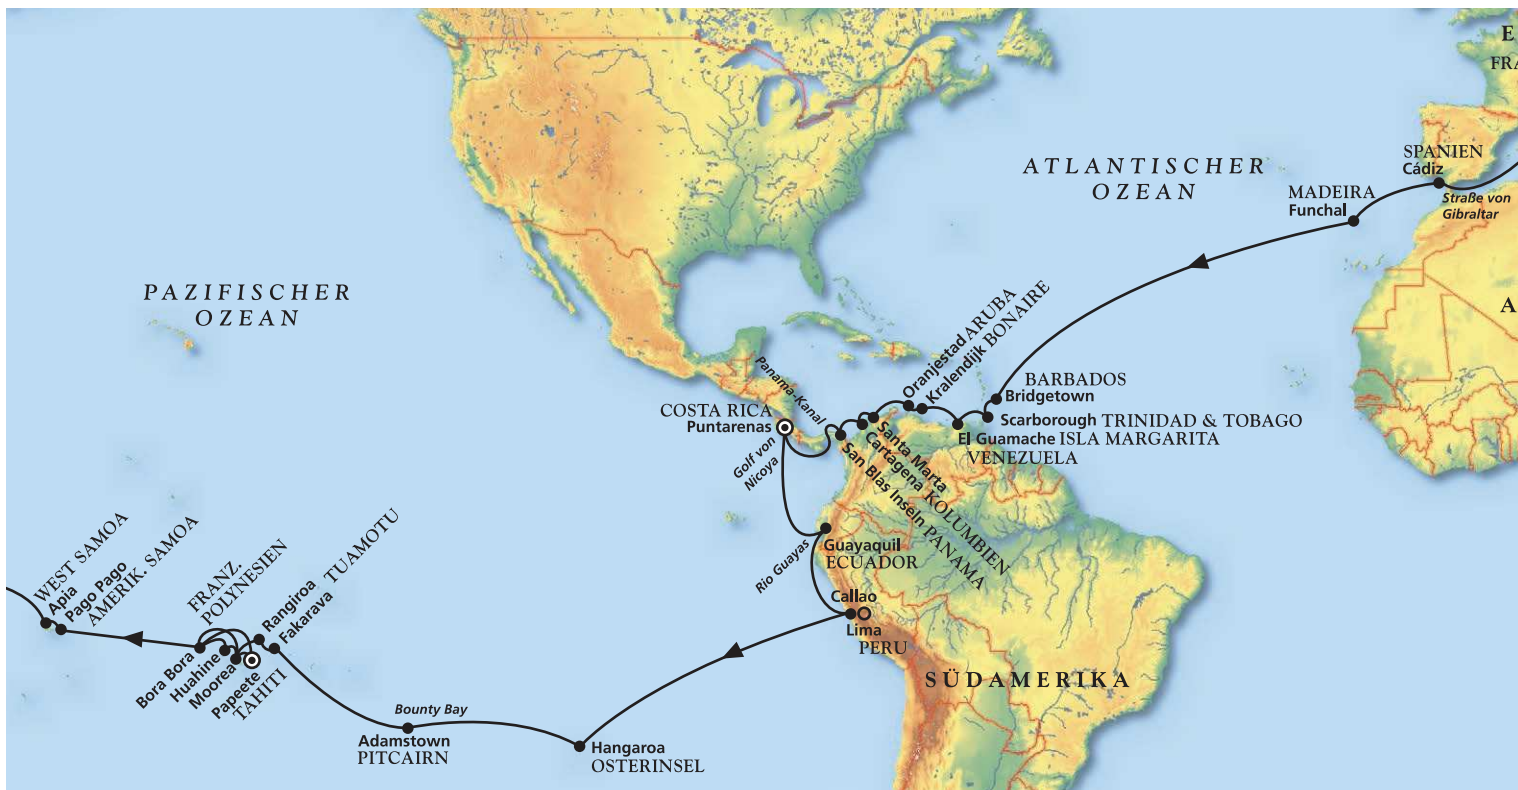 E
FRA
ATLANTISCHER
OZEAN
SPANIEN
Cádiz
MADEIRA
Funchal
Straße von
Gibraltar
PAZIFISCHER
OZEAN
A
Oranjestad ARUBA
Kralendijk BONAIRE
Panama-Kanal
BARBADOS
Bridgetown
COSTA RICA
Puntarenas
Scarborough TRINIDAD & TOBAGO
El Guamache ISLA MARGARITA
VENEZUELA
Golf von
Nicoya
Santa Marta
Cartagena KOLUMBIEN
San Blas Inseln PANAMA
Guayaquil
ECUADOR
Rio Guayas
Callao
Lima
PERU
SÜDAMERIKA
WEST SAMOA
Apia
Pago Pago
AMERIK. SAMOA
FRANZ.
POLYNESIEN
Rangiroa
Fakarava TUAMOTU
Bora Bora
Huahine
Moorea
Papeete
TAHITI
Bounty Bay
Adamstown
PITCAIRN
Hangaroa
OSTERINSEL